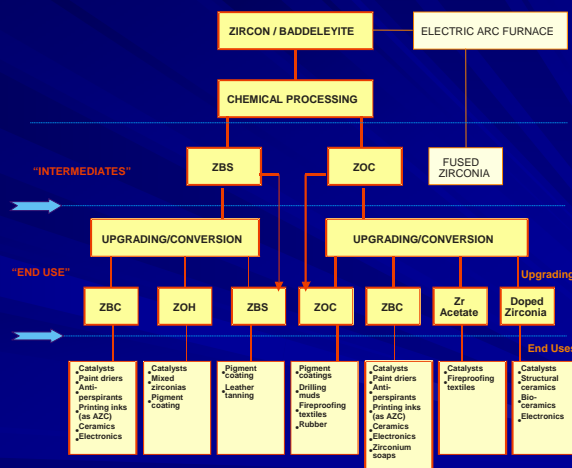 ZIRCON / BADDELEYITE
ELECTRIC ARC FURNACE
CHEMICAL PROCESSING
"INTERMEDIATES"
ZBS
ZOC
FUSED
ZIRCONIA
UPGRADING/CONVERSION
UPGRADING/CONVERSION
"END USE"
Upgrading
ZBC
ZOH
ZBS
ZOC
ZBC
Zr
Acetate
Doped
Zirconia
End Uses
•Catalysts
•Paint driers
•Anti-
perspirants
•Printing inks
(as AZC)
•Ceramics
•Electronics
•Catalysts
•Mixed
zirconias
•Pigment
coating
•Pigment
coating
•Leather
tanning
•Pigment
coatings
•Drilling
muds
•Fireproofing
textiles
•Rubber
•Catalysts
•Paint driers
•Anti-
perspirants
•Printing inks
(as AZC)
•Ceramics
•Electronics
•Zirconium
soaps
•Catalysts
•Fireproofing
textiles
•Catalysts
•Structural
ceramics
•Bio-
ceramics
•Electronics